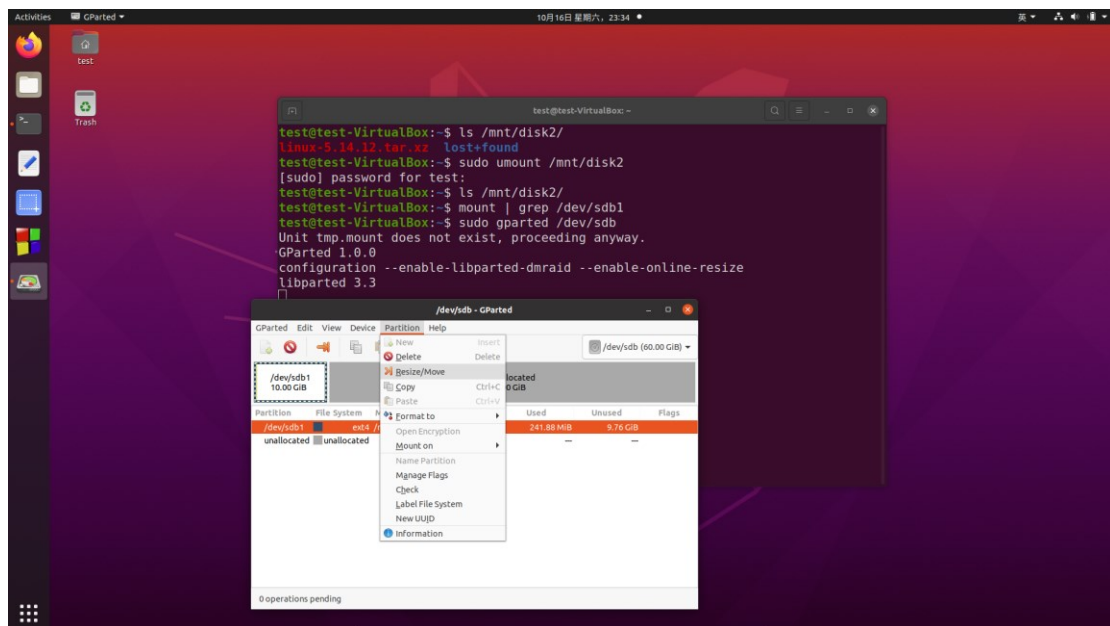 Activities GParted 10月16日 星期六，23:34 英
test
Trash
test@test-VirtualBox: ~
test@test-VirtualBox:~$ ls /mnt/disk2/
linux-5.14.12.tar.xz lost+found
test@test-VirtualBox:~$ sudo umount /mnt/disk2
[sudo] password for test:
test@test-VirtualBox:~$ ls /mnt/disk2/
test@test-VirtualBox:~$ mount | grep /dev/sdb1
test@test-VirtualBox:~$ sudo gparted /dev/sdb
Unit tmp.mount does not exist, proceeding anyway.
GParted 1.0.0
configuration --enable-libparted-dmraid --enable-online-resize
libparted 3.3
/dev/sdb - GParted
GParted Edit View Device Partition Help
/dev/sdb (60.00 GiB)
/dev/sdb1
10.00 GiB
located
0 GiB
Partition File System Used Unused Flags
/dev/sdb1 ext4 241.88 MiB 9.76 GiB
unallocated unallocated — —
New Insert
Delete Delete
Resize/Move
Copy Ctrl+C
Paste Ctrl+V
Format to
Open Encryption
Mount on
Name Partition
Manage Flags
Check
Label File System
New UUID
Information
0 operations pending